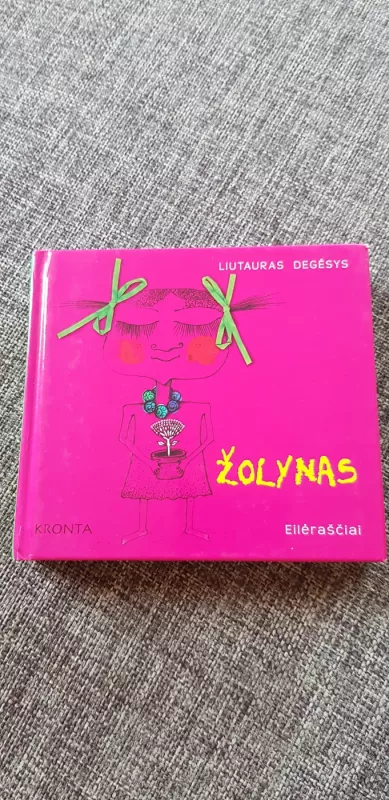 LIUTAURAS DEGĖSYS
ŽOLYNAS
KRONTA
Eilėraščiai